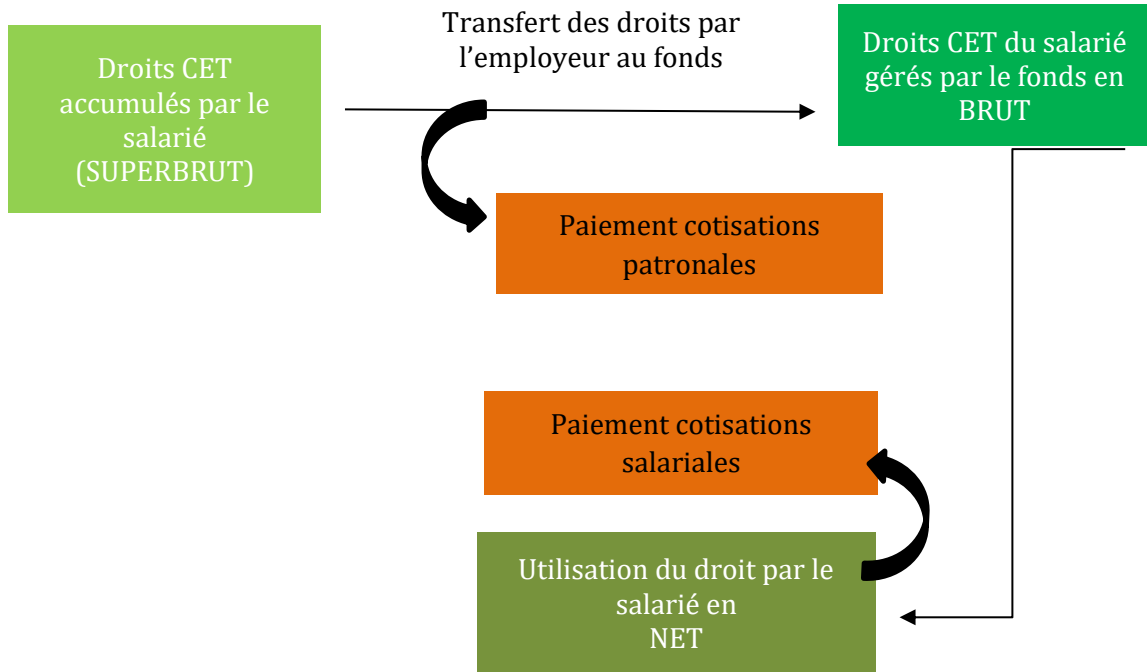 Droits CET
accumulés par le
salarié
(SUPERBRUT)
Transfert des droits par
l’employeur au fonds
Droits CET du salarié
gérés par le fonds en
BRUT
Paiement cotisations
patronales
Paiement cotisations
salariales
Utilisation du droit par le
salarié en
NET